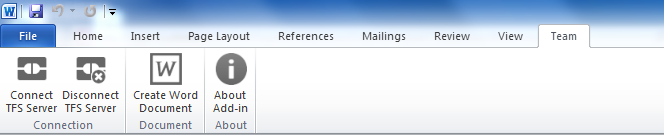 W
File Home Insert Page Layout References Mailings Review View Team
Connect Disconnect Create Word About
TFS Server TFS Server Document Add-in
Connection Document About